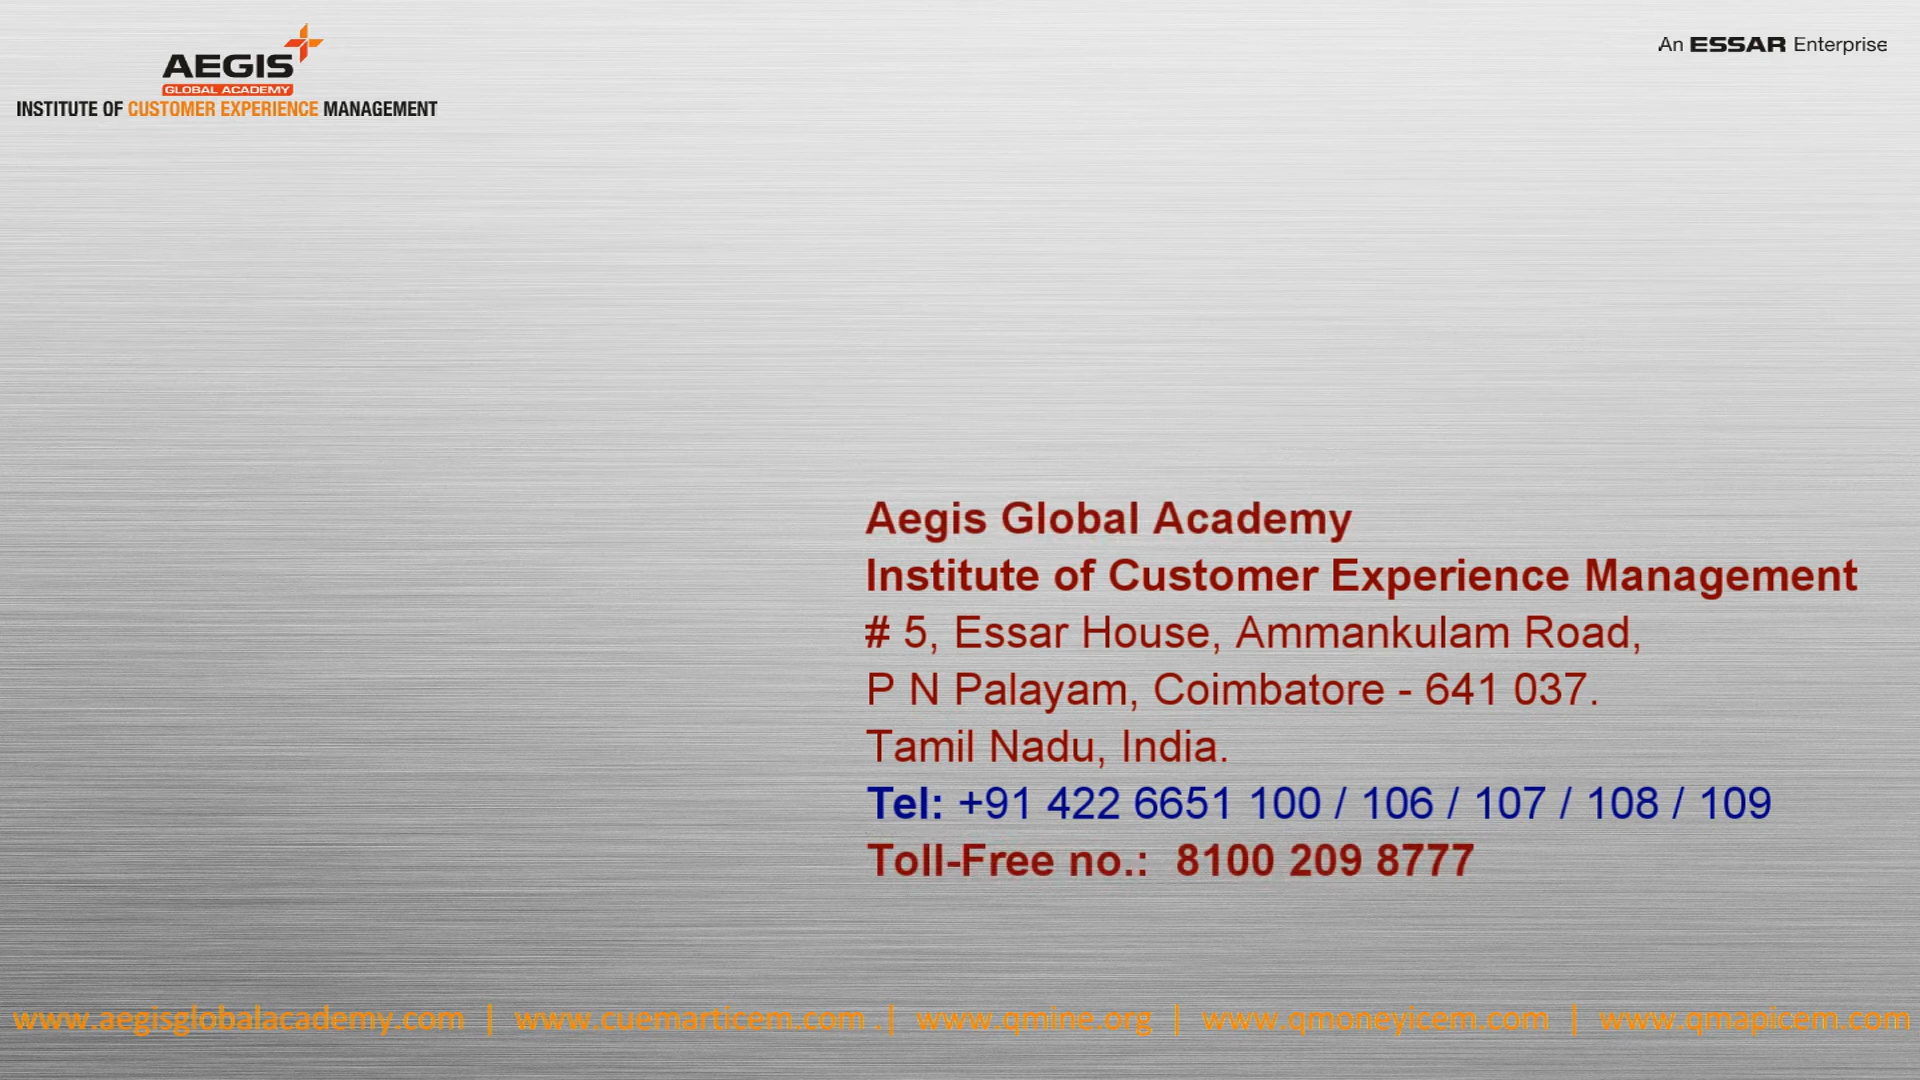 AEGIS
GLOBAL ACADEMY
INSTITUTE OF CUSTOMER EXPERIENCE MANAGEMENT
An ESSAR Enterprise
Aegis Global Academy
Institute of Customer Experience Management
# 5, Essar House, Ammankulam Road,
P N Palayam, Coimbatore - 641 037.
Tamil Nadu, India.
Tel: +91 422 6651 100 / 106 / 107 / 108 / 109
Toll-Free no.: 8100 209 8777
www.aegisglobalacademy.com | www.cuemarticem.com . | www.qmine.org | www.qmoneyicem.com | www.qmapicem.com